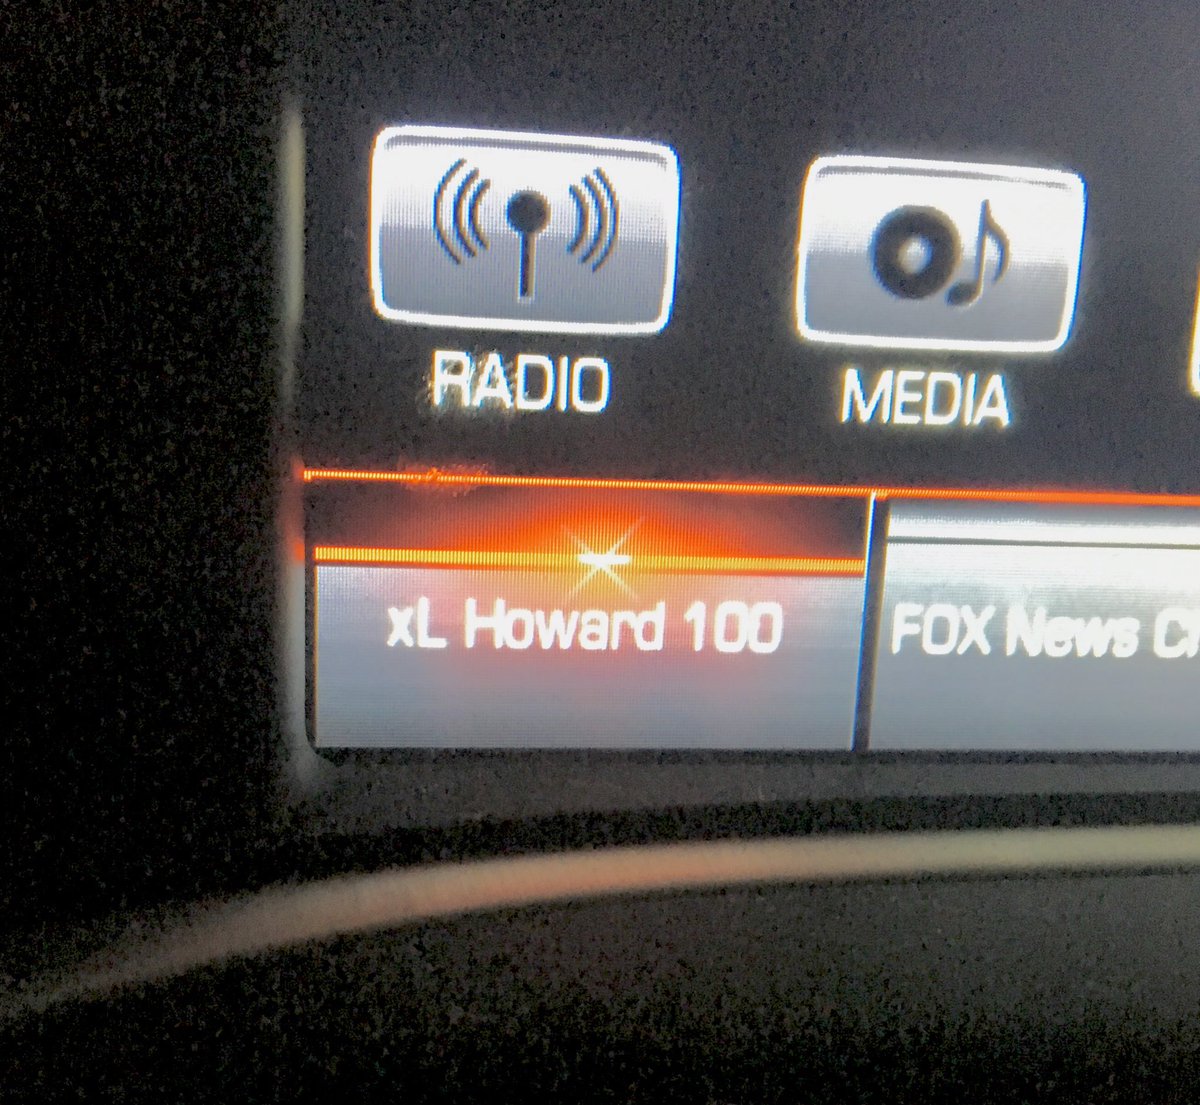 RADIO
MEDIA
xL Howard 100
FOX News